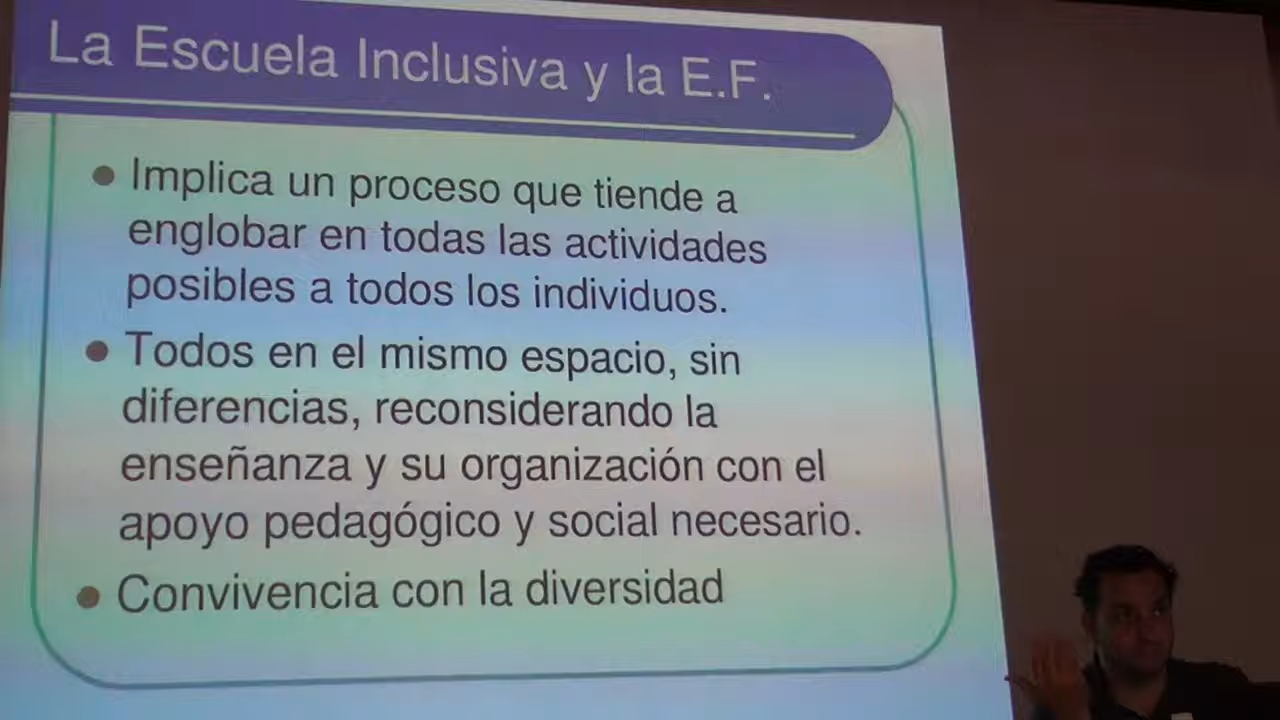 La Escuela Inclusiva y la E.F.
Implica un proceso que tiende a
englobar en todas las actividades
posibles a todos los individuos.
Todos en el mismo espacio, sin
diferencias, reconsiderando la
enseñanza y su organización con el
apoyo pedagógico y social necesario.
Convivencia con la diversidad